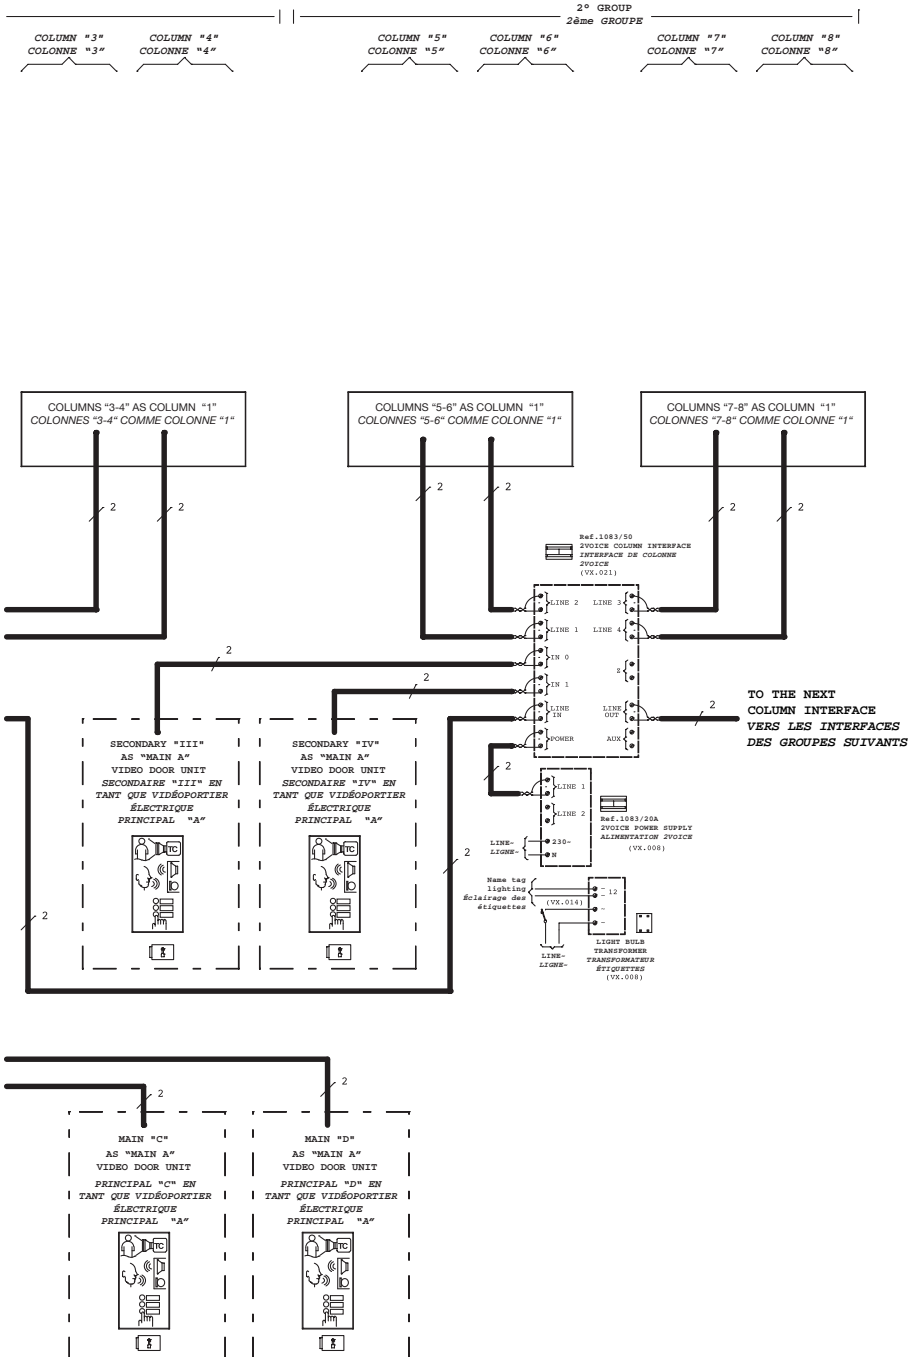 2° GROUP
2ème GROUPE
COLUMN "3"
COLONNE “3”
COLUMN "4"
COLONNE “4”
COLUMN "5"
COLONNE “5”
COLUMN "6"
COLONNE “6”
COLUMN "7"
COLONNE “7”
COLUMN "8"
COLONNE “8”
COLUMNS “3-4” AS COLUMN “1”
COLONNES “3-4“ COMME COLONNE “1“
COLUMNS “5-6” AS COLUMN “1”
COLONNES “5-6“ COMME COLONNE “1“
COLUMNS “7-8” AS COLUMN “1”
COLONNES “7-8“ COMME COLONNE “1“
2
2
2
2
2
2
Ref.1083/50
2VOICE COLUMN INTERFACE
INTERFACE DE COLONNE
2VOICE
(VX.021)
LINE 2
LINE 3
LINE 1
LINE 4
IN 0
IN 1
LINE
IN
LINE
OUT
POWER
AUX
2
2
2
2
TO THE NEXT
COLUMN INTERFACE
VERS LES INTERFACES
DES GROUPES SUIVANTS
SECONDARY "III"
AS “MAIN A”
VIDEO DOOR UNIT
SECONDAIRE “III“ EN
TANT QUE VIDÉOPORTIER
ÉLECTRIQUE
PRINCIPAL “A”
TC
SECONDARY "IV"
AS “MAIN A”
VIDEO DOOR UNIT
SECONDAIRE “IV“ EN
TANT QUE VIDÉOPORTIER
ÉLECTRIQUE
PRINCIPAL “A”
TC
LINE 1
LINE 2
230~
N
LINE~
LIGNE~
Ref.1083/20A
2VOICE POWER SUPPLY
ALIMENTATION 2VOICE
(VX.008)
2
2
Name tag
lighting
Éclairage des
étiquettes
(VX.014)
~
12
~
~
LINE~
LIGNE~
LIGHT BULB
TRANSFORMER
TRANSFORMATEUR
ÉTIQUETTES
(VX.008)
2
2
MAIN "C"
AS “MAIN A”
VIDEO DOOR UNIT
PRINCIPAL “C“ EN
TANT QUE VIDÉOPORTIER
ÉLECTRIQUE
PRINCIPAL “A”
TC
MAIN "D"
AS “MAIN A”
VIDEO DOOR UNIT
PRINCIPAL “D“ EN
TANT QUE VIDÉOPORTIER
ÉLECTRIQUE
PRINCIPAL “A”
TC